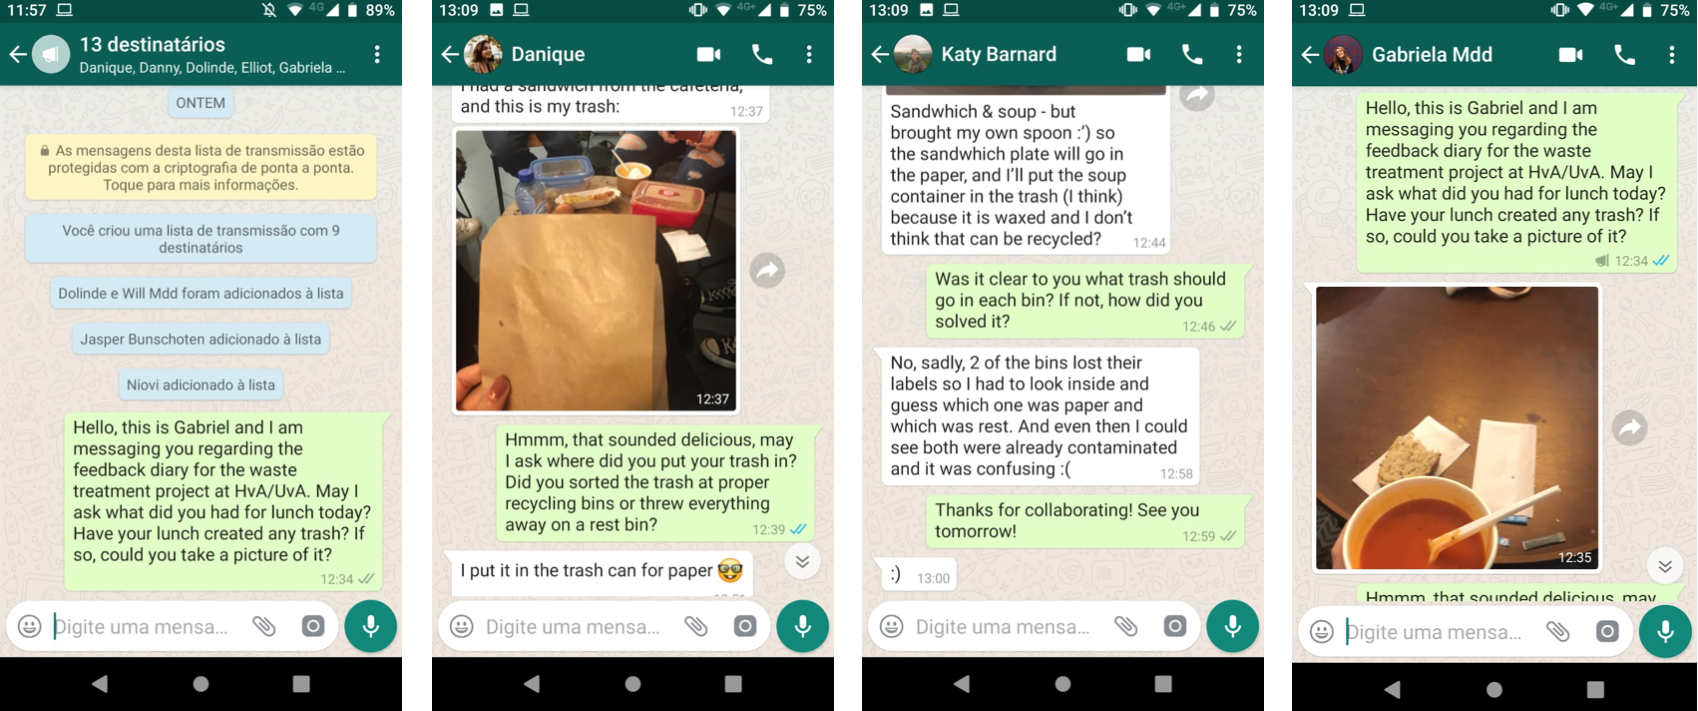 11:57 4G 89%
13 destinatários
Danique, Danny, Dolinde, Elliot, Gabriela ...
ONTEM
As mensagens desta lista de transmissão estão
protegidas com a criptografia de ponta a ponta.
Toque para mais informações.
Você criou uma lista de transmissão com 9
destinatários
Dolinde e Will Mdd foram adicionados à lista
Jasper Bunschoten adicionado à lista
Niovi adicionado à lista
Hello, this is Gabriel and I am
messaging you regarding the
feedback diary for the waste
treatment project at HvA/UvA. May I
ask what did you had for lunch today?
Have your lunch created any trash? If
so, could you take a picture of it?
12:34
Digite uma mensa...
13:09 4G+ 75%
Danique
I had a sandwich from the cafeteria,
and this is my trash:
12:37
12:37
Hmmm, that sounded delicious, may
I ask where did you put your trash in?
Did you sorted the trash at proper
recycling bins or threw everything
away on a rest bin?
12:39
I put it in the trash can for paper 🤓
Digite uma mensa...
13:09 4G+ 75%
Katy Barnard
Sandwhich & soup - but
brought my own spoon :') so
the sandwhich plate will go in
the paper, and I'll put the soup
container in the trash (I think)
because it is waxed and I don't
think that can be recycled?
12:44
Was it clear to you what trash should
go in each bin? If not, how did you
solved it?
12:46
No, sadly, 2 of the bins lost their
labels so I had to look inside and
guess which one was paper and
which was rest. And even then I could
see both were already contaminated
and it was confusing :(
12:58
Thanks for collaborating! See you
tomorrow!
12:59
:) 13:00
Digite uma mensa...
13:09 4G+ 75%
Gabriela Mdd
Hello, this is Gabriel and I am
messaging you regarding the
feedback diary for the waste
treatment project at HvA/UvA. May I
ask what did you had for lunch today?
Have your lunch created any trash? If
so, could you take a picture of it?
12:34
12:35
Hmmm, that sounded delicious, may
Digite uma mensa...